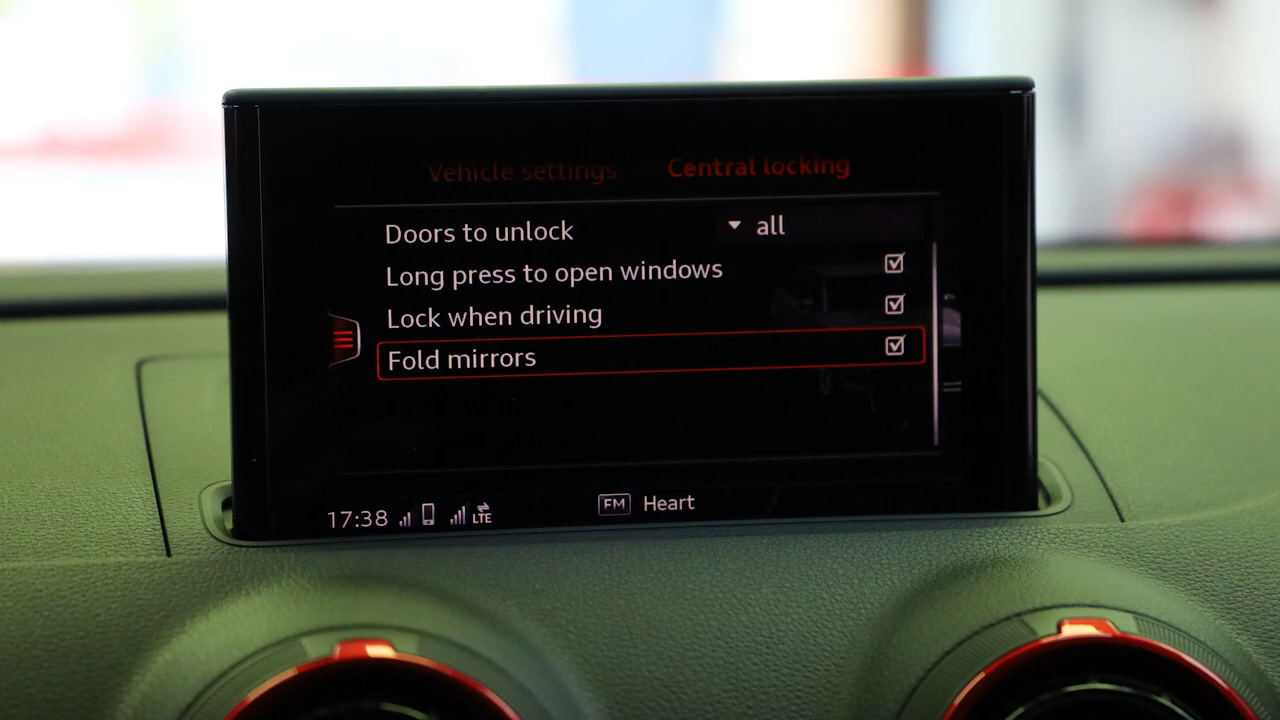 Vehicle settings Central locking
Doors to unlock all
Long press to open windows
Lock when driving
Fold mirrors
17:38 LTE FM Heart